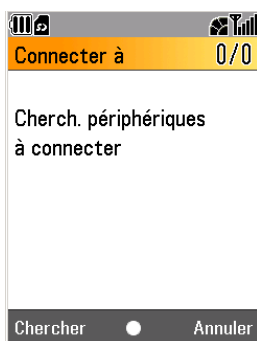 Connecter à 0/0
Cherch. périphériques
à connecter
Chercher Annuler